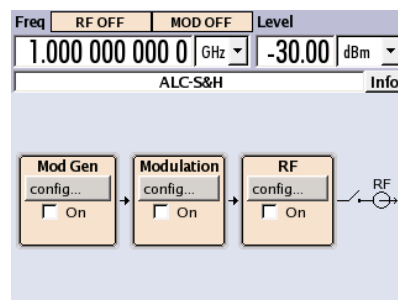 Freq RF OFF MOD OFF Level
1.000 000 000 0 GHz -30.00 dBm
ALC-S&H Info
Mod Gen Modulation RF
config... config... config... RF
On On On